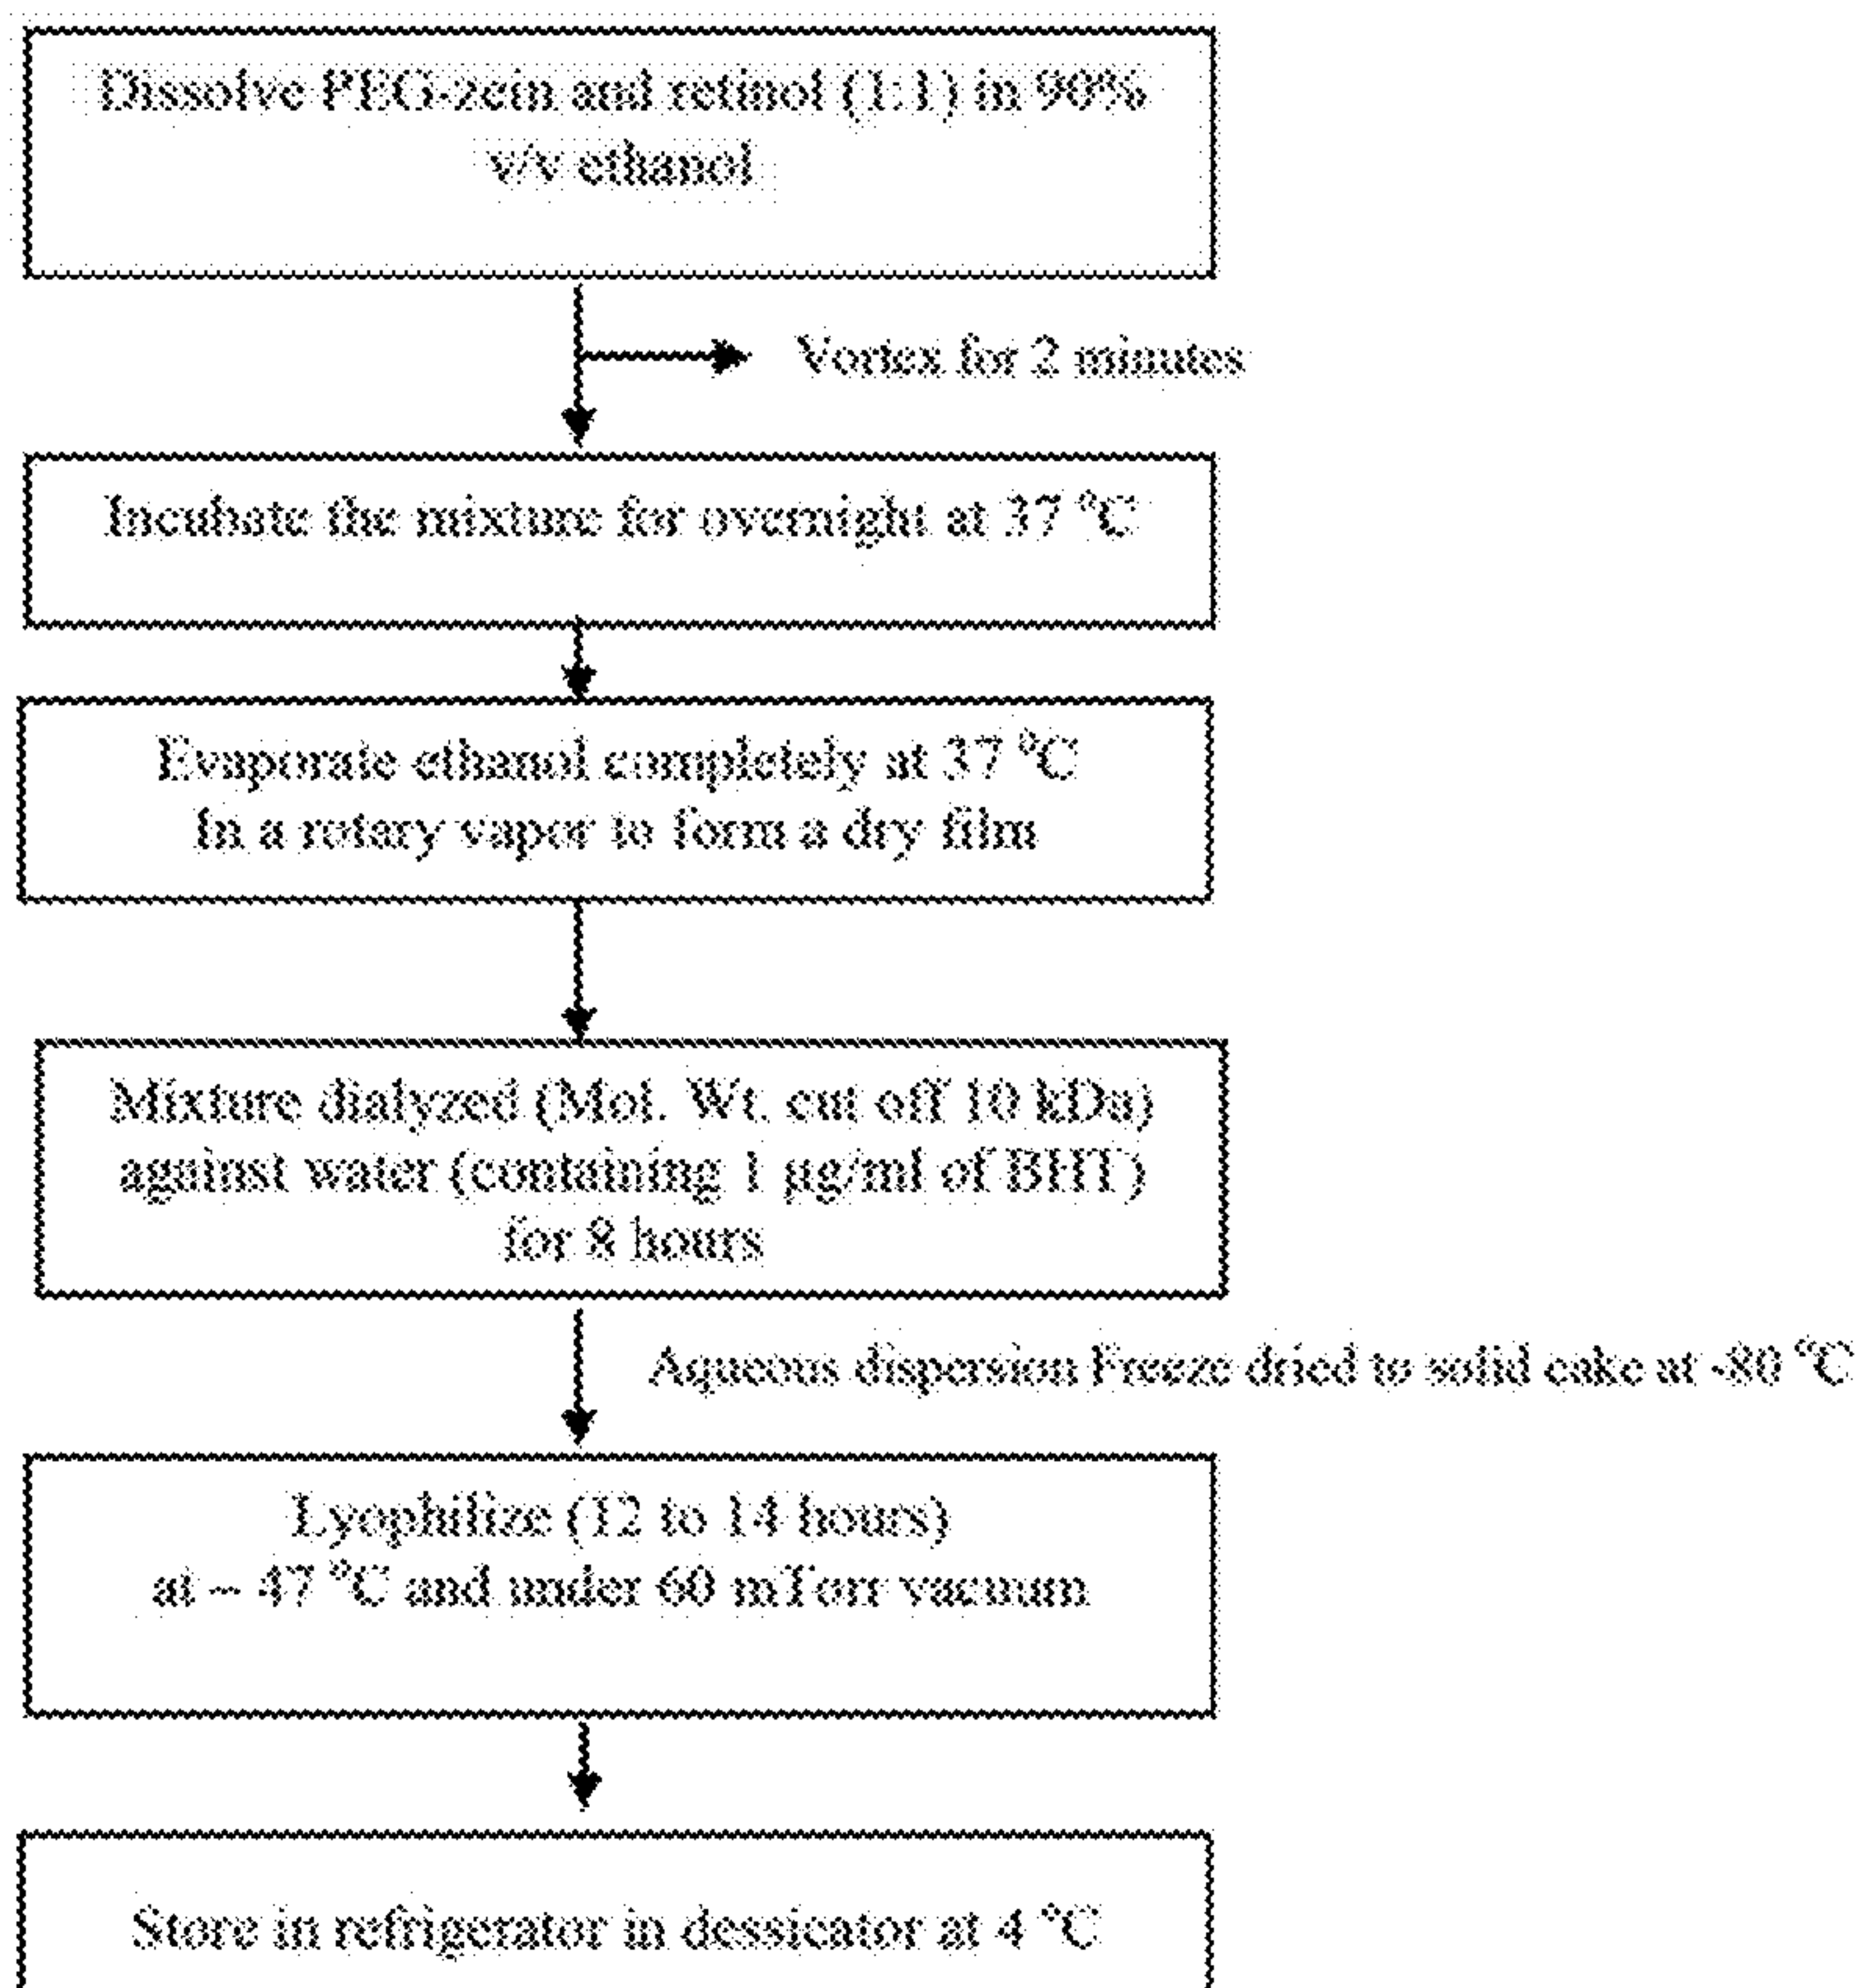 Dissolve PEG-zein and retinol (1:1) in 90%
v/v ethanol
Vortex for 2 minutes
Incubate the mixture for overnight at 37 °C
Evaporate ethanol completely at 37 °C
In a rotary vapor to form a dry film
Mixture dialyzed (Mol. Wt. cut off 10 kDa)
against water (containing 1 µg/ml of BHT)
for 8 hours
Aqueous dispersion Freeze dried to solid cake at -80 °C
Lyophilize (12 to 14 hours)
at – 47 °C and under 60 mTorr vacuum
Store in refrigerator in dessicator at 4 °C